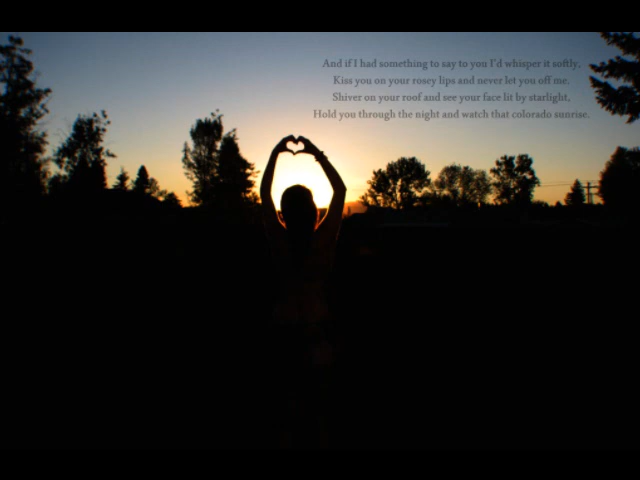 And if I had something to say to you I'd whisper it softly,
Kiss you on your rosey lips and never let you off me,
Shiver on your roof and see your face lit by starlight,
Hold you through the night and watch that colorado sunrise.